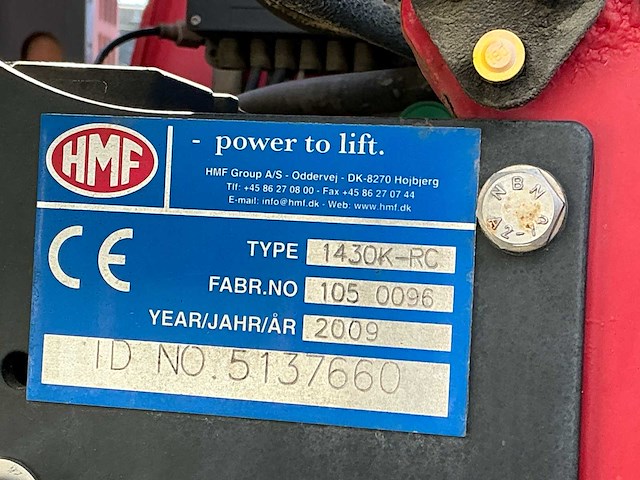 HMF
- power to lift.
HMF Group A/S - Oddervej - DK-8270 Hojbjerg
Tlf: +45 86 27 08 00 - Fax +45 86 27 07 44
E-mail: info@hmf.dk - Web: www.hmf.dk
CE
TYPE 1430K-RC
FABR.NO 105 0096
YEAR/JAHR/ÅR 2009
ID NO.5137660